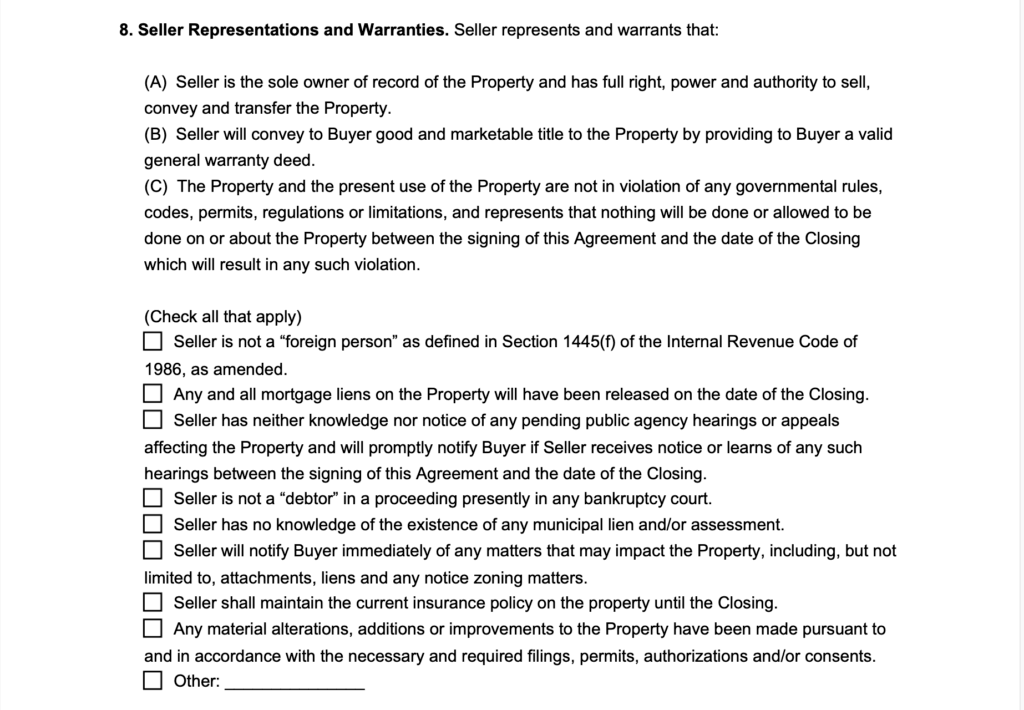 8. Seller Representations and Warranties. Seller represents and warrants that:
(A) Seller is the sole owner of record of the Property and has full right, power and authority to sell,
convey and transfer the Property.
(B) Seller will convey to Buyer good and marketable title to the Property by providing to Buyer a valid
general warranty deed.
(C) The Property and the present use of the Property are not in violation of any governmental rules,
codes, permits, regulations or limitations, and represents that nothing will be done or allowed to be
done on or about the Property between the signing of this Agreement and the date of the Closing
which will result in any such violation.
(Check all that apply)
☐ Seller is not a “foreign person” as defined in Section 1445(f) of the Internal Revenue Code of
1986, as amended.
☐ Any and all mortgage liens on the Property will have been released on the date of the Closing.
☐ Seller has neither knowledge nor notice of any pending public agency hearings or appeals
affecting the Property and will promptly notify Buyer if Seller receives notice or learns of any such
hearings between the signing of this Agreement and the date of the Closing.
☐ Seller is not a “debtor” in a proceeding presently in any bankruptcy court.
☐ Seller has no knowledge of the existence of any municipal lien and/or assessment.
☐ Seller will notify Buyer immediately of any matters that may impact the Property, including, but not
limited to, attachments, liens and any notice zoning matters.
☐ Seller shall maintain the current insurance policy on the property until the Closing.
☐ Any material alterations, additions or improvements to the Property have been made pursuant to
and in accordance with the necessary and required filings, permits, authorizations and/or consents.
☐ Other: ________________